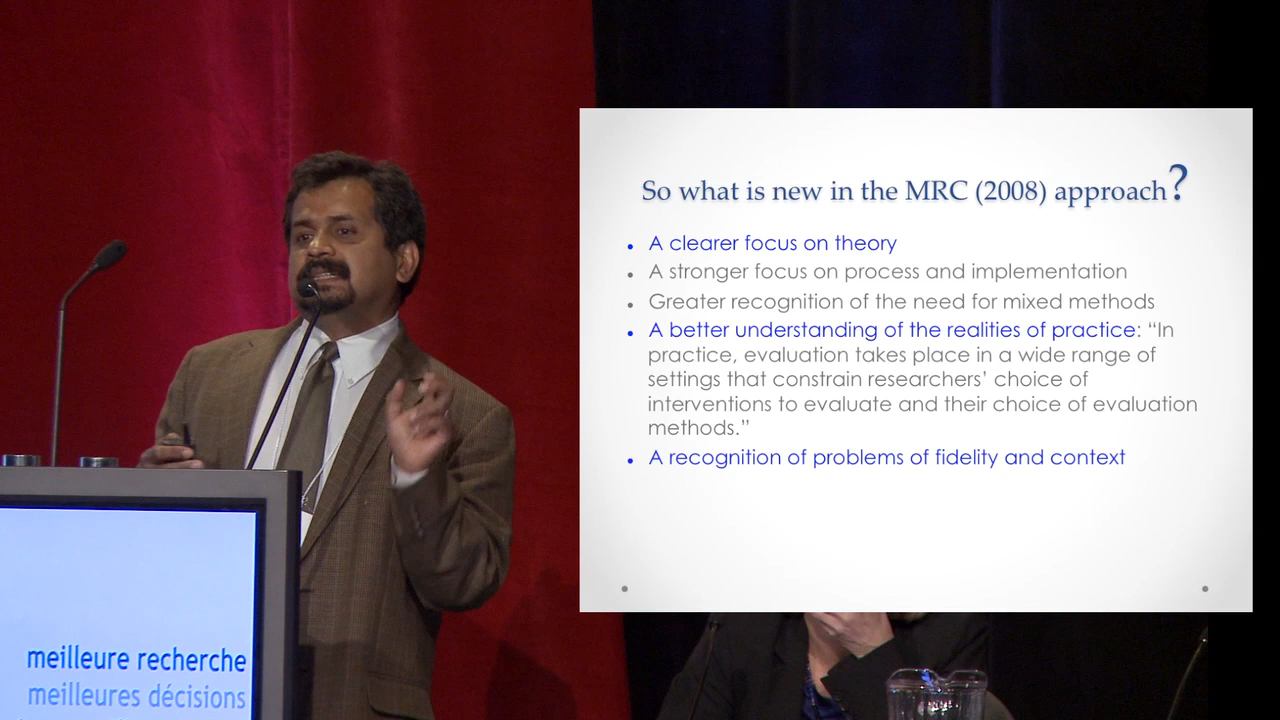 So what is new in the MRC (2008) approach?
• A clearer focus on theory
• A stronger focus on process and implementation
• Greater recognition of the need for mixed methods
• A better understanding of the realities of practice: “In
practice, evaluation takes place in a wide range of
settings that constrain researchers’ choice of
interventions to evaluate and their choice of evaluation
methods.”
• A recognition of problems of fidelity and context
meilleure recherche
meilleures décisions